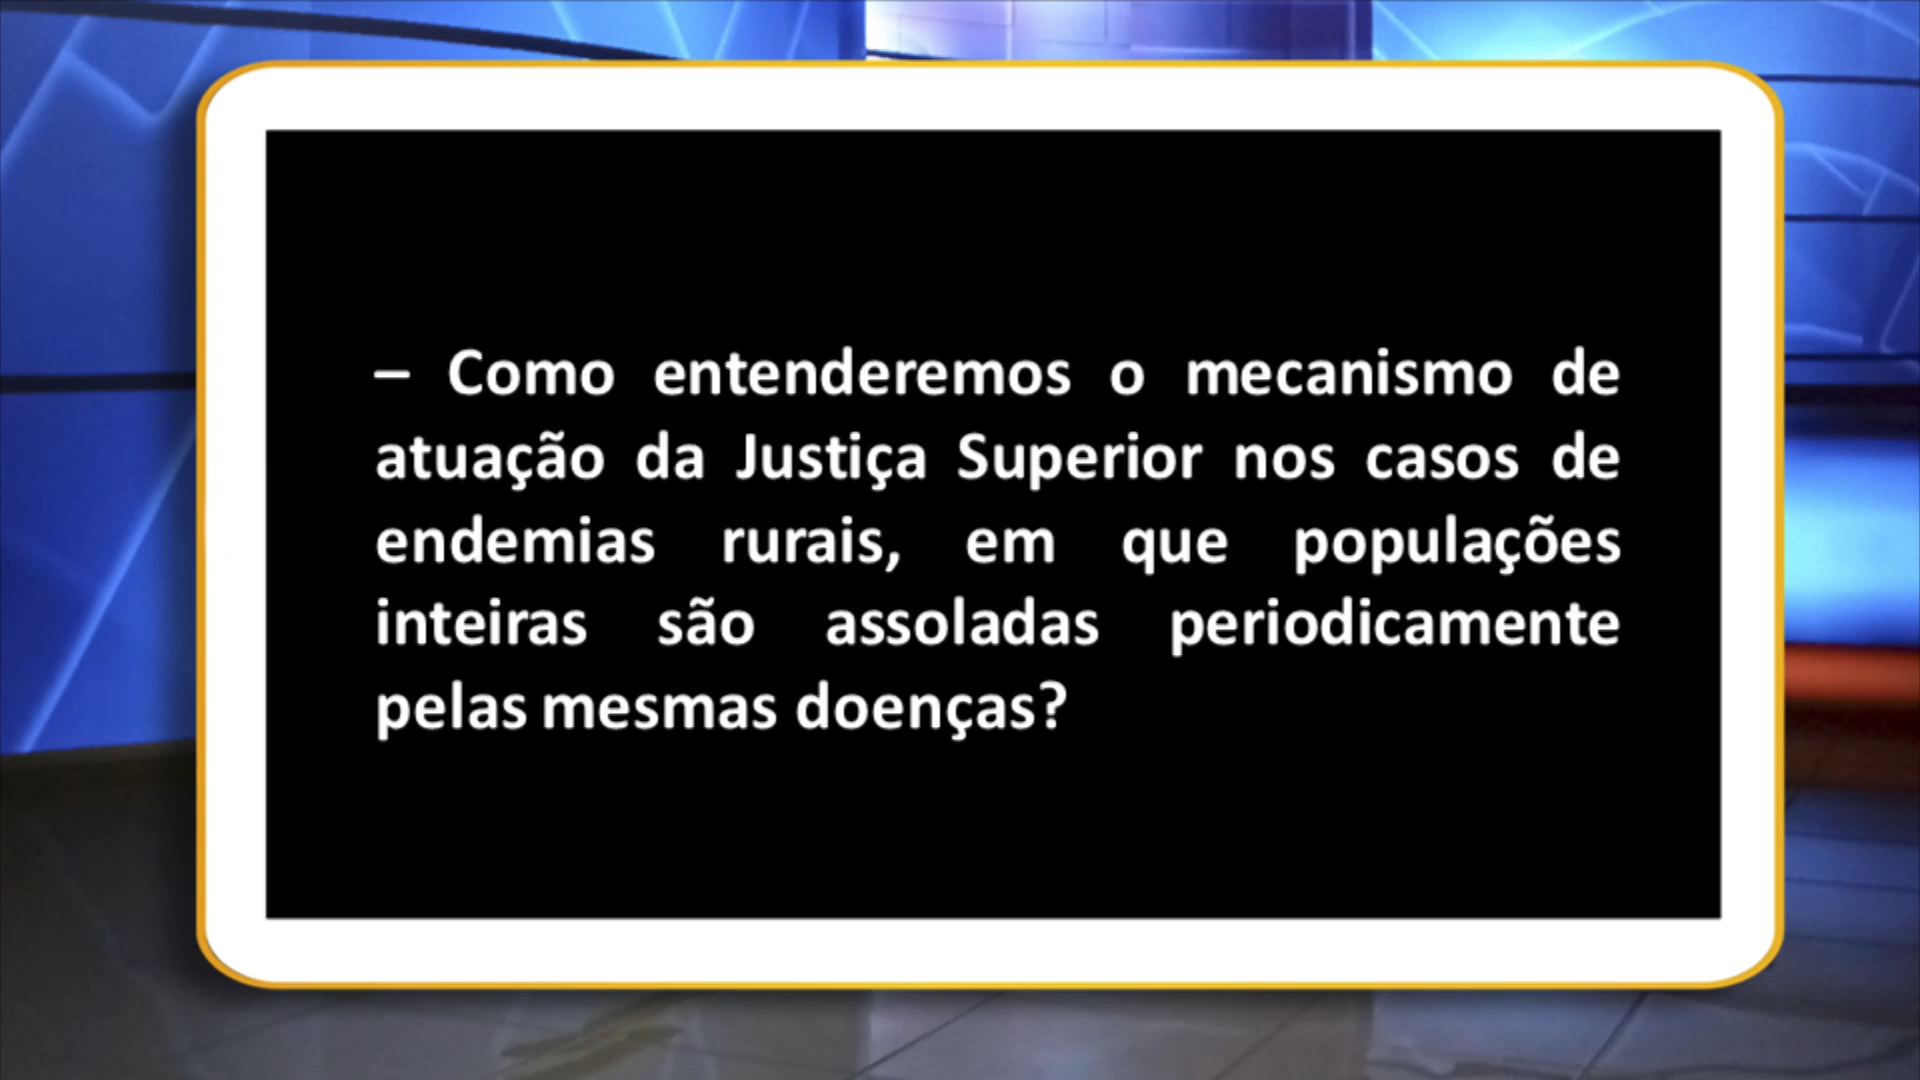 – Como entenderemos o mecanismo de
atuação da Justiça Superior nos casos de
endemias rurais, em que populações
inteiras são assoladas periodicamente
pelas mesmas doenças?